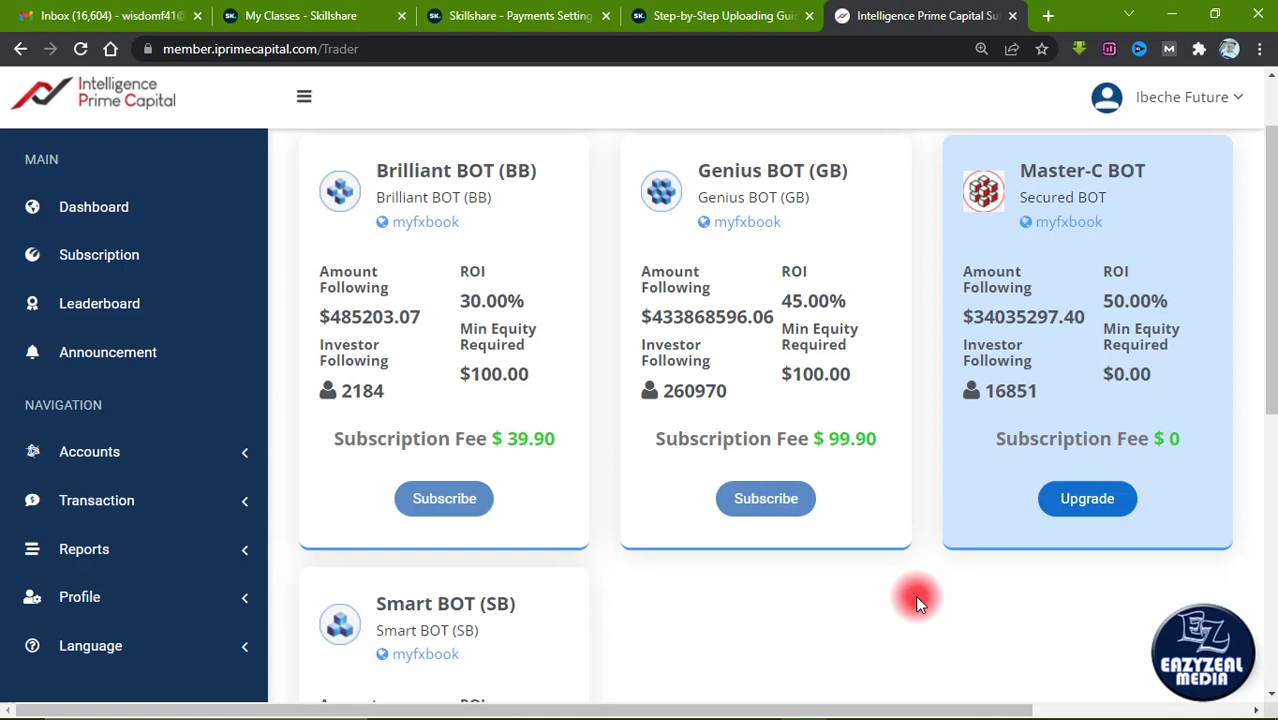 Inbox (16,604) - wisdomf41@
My Classes - Skillshare
Skillshare - Payments Setting
Step-by-Step Uploading Gui
Intelligence Prime Capital Su
member.iprimecapital.com/Trader
Intelligence
Prime Capital
Ibeche Future
MAIN
Dashboard
Subscription
Leaderboard
Announcement
NAVIGATION
Accounts
Transaction
Reports
Profile
Language
Brilliant BOT (BB)
Brilliant BOT (BB)
myfxbook
Amount
Following
$485203.07
Investor
Following
2184
ROI
30.00%
Min Equity
Required
$100.00
Subscription Fee $ 39.90
Subscribe
Genius BOT (GB)
Genius BOT (GB)
myfxbook
Amount
Following
$433868596.06
Investor
Following
260970
ROI
45.00%
Min Equity
Required
$100.00
Subscription Fee $ 99.90
Subscribe
Master-C BOT
Secured BOT
myfxbook
Amount
Following
$34035297.40
Investor
Following
16851
ROI
50.00%
Min Equity
Required
$0.00
Subscription Fee $ 0
Upgrade
Smart BOT (SB)
Smart BOT (SB)
myfxbook
EZ
EAZYZEAL
MEDIA